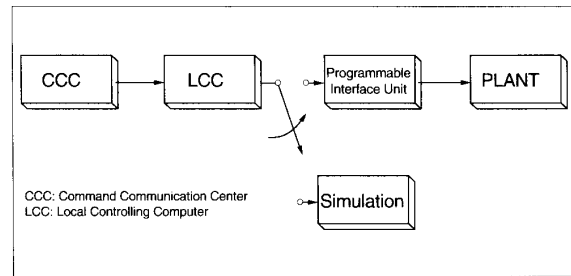 CCC
LCC
Programmable
Interface Unit
PLANT
Simulation
CCC: Command Communication Center
LCC: Local Controlling Computer